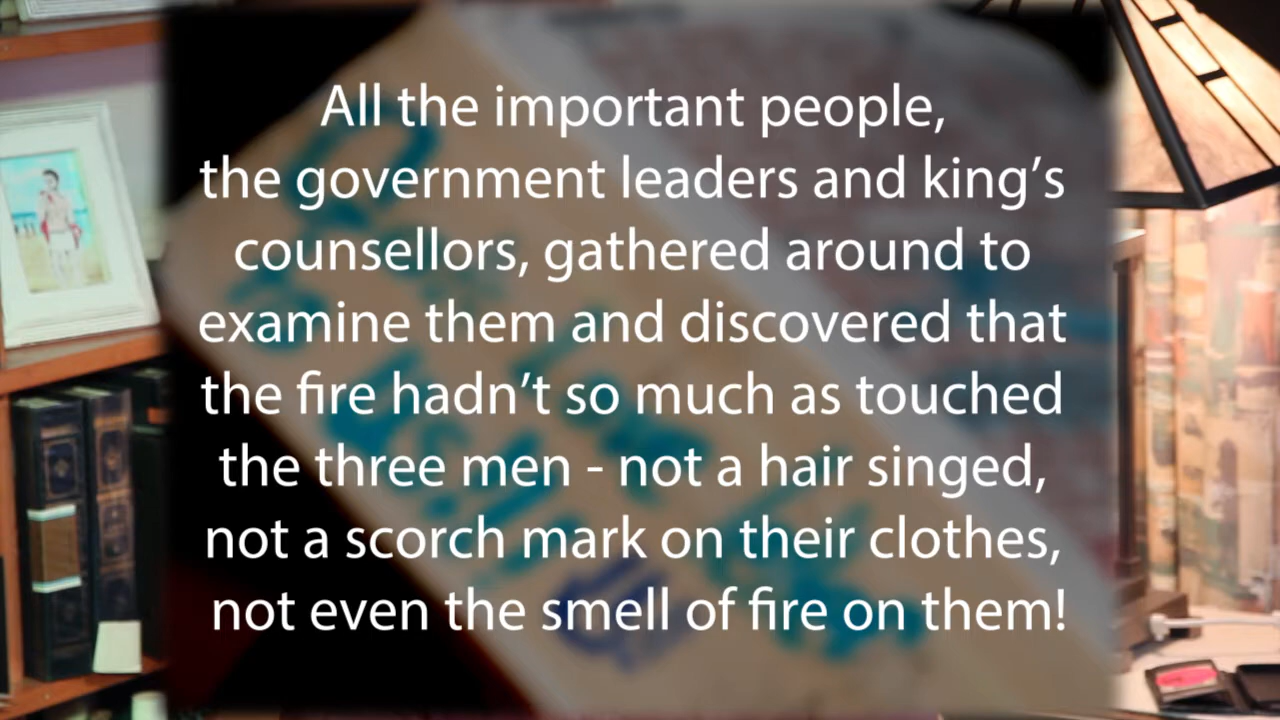 All the important people,
the government leaders and king’s
counsellors, gathered around to
examine them and discovered that
the fire hadn’t so much as touched
the three men - not a hair singed,
not a scorch mark on their clothes,
not even the smell of fire on them!